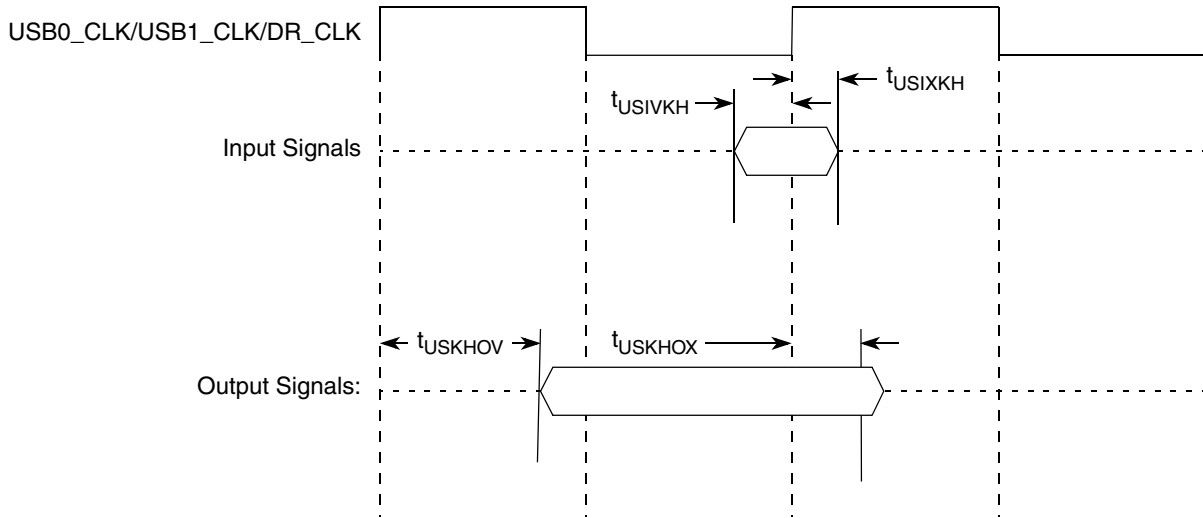 USB0_CLK/USB1_CLK/DR_CLK
tUSIXKH
tUSIVKH
Input Signals
tUSKHOV
tUSKHOX
Output Signals: